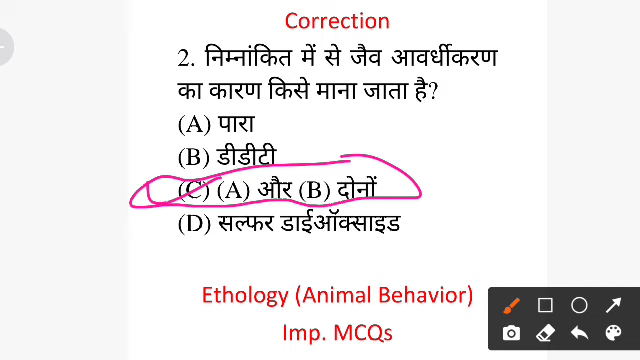 Correction
2. निम्नांकित में से जैव आवर्धीकरण
का कारण किसे माना जाता है?
(A) पारा
(B) डीडीटी
(C) (A) और (B) दोनों
(D) सल्फर डाईऑक्साइड
Ethology (Animal Behavior)
Imp. MCQs